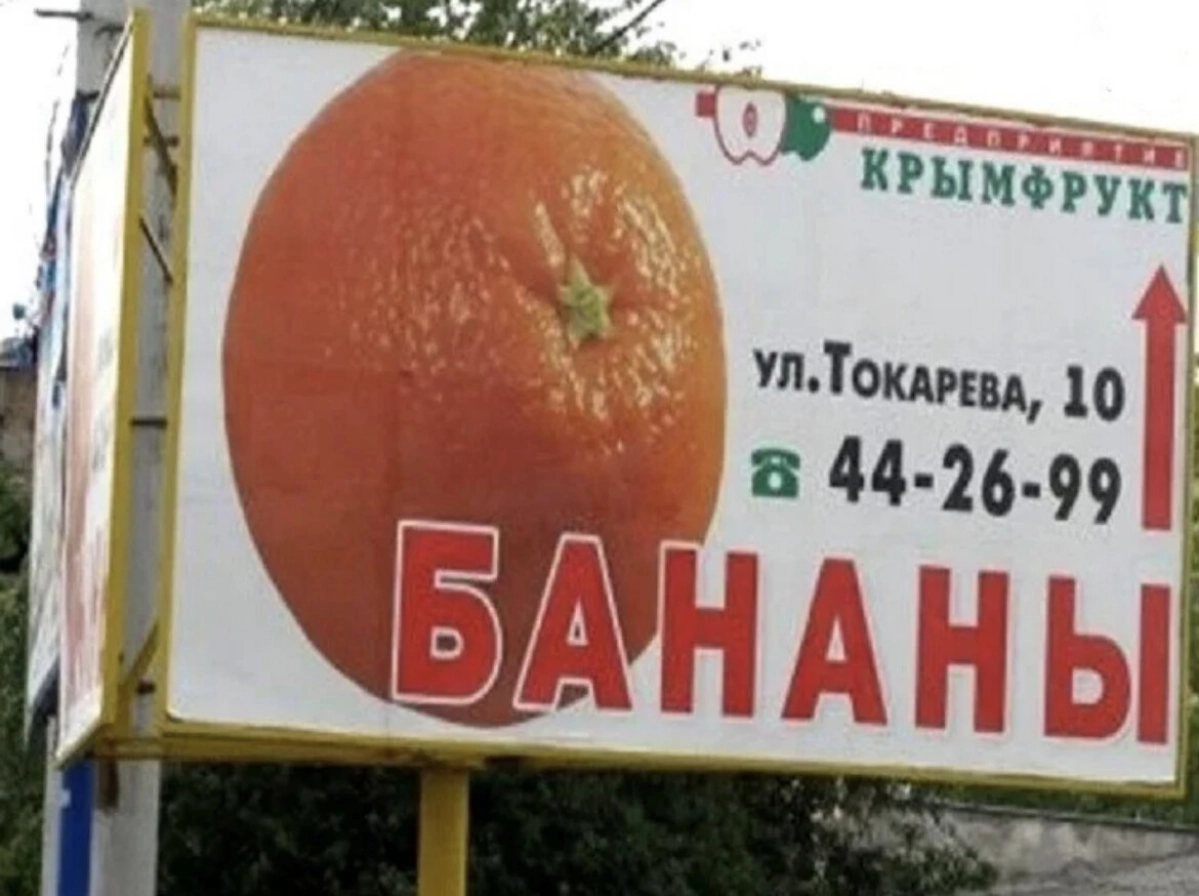 ПРЕДПРИЯТИЕ
КРЫМФРУКТ
ул.Токарева, 10
44-26-99
БАНАНЫ